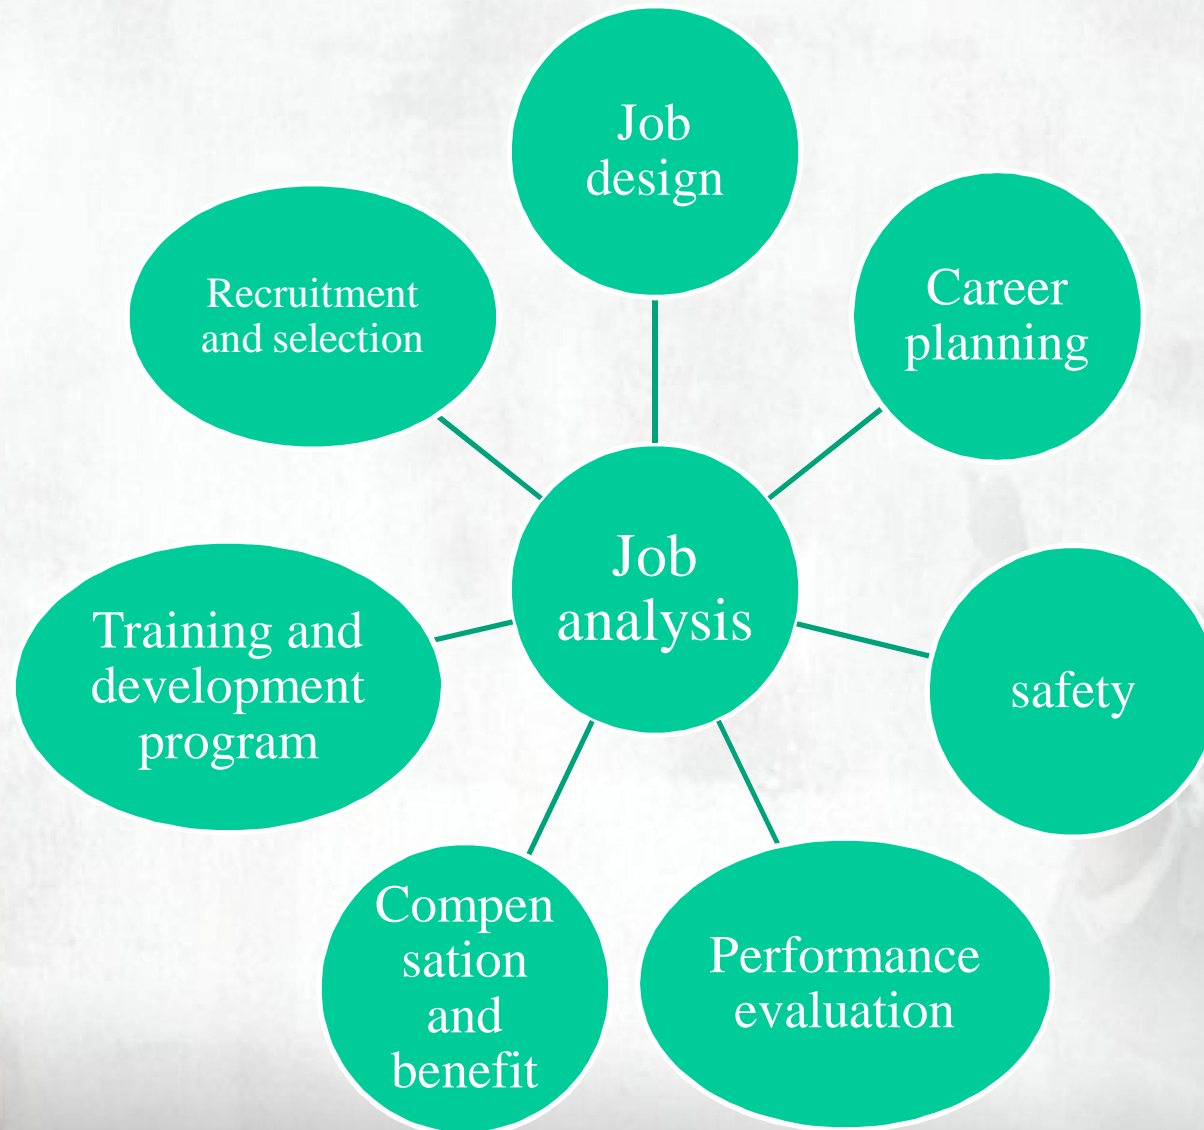 Job
design
Career
planning
Recruitment
and selection
Job
analysis
safety
Training and
development
program
Performance
evaluation
Compen
sation
and
benefit